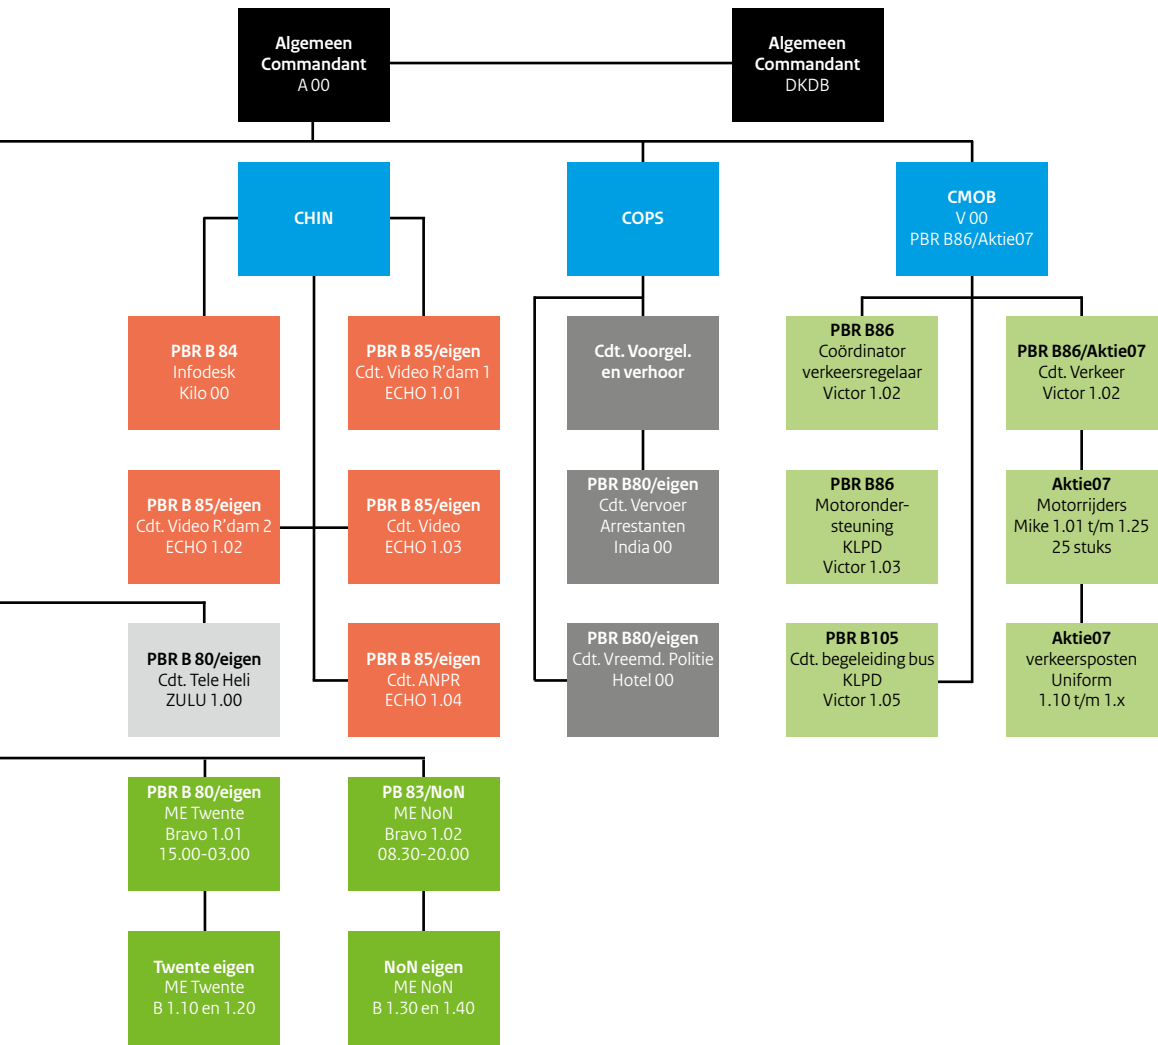 Algemeen
Commandant
A 00
Algemeen
Commandant
DKDB
CHIN
COPS
CMOB
V 00
PBR B86/Aktie07
PBR B 84
Infodesk
Kilo 00
PBR B 85/eigen
Cdt. Video R'dam 1
ECHO 1.01
Cdt. Voorgel.
en verhoor
PBR B86
Coördinator
verkeersregelaar
Victor 1.02
PBR B86/Aktie07
Cdt. Verkeer
Victor 1.02
PBR B 85/eigen
Cdt. Video R'dam 2
ECHO 1.02
PBR B 85/eigen
Cdt. Video
ECHO 1.03
PBR B80/eigen
Cdt. Vervoer
Arrestanten
India 00
PBR B86
Motoronder-
steuning
KLPD
Victor 1.03
Aktie07
Motorrijders
Mike 1.01 t/m 1.25
25 stuks
PBR B 80/eigen
Cdt. Tele Heli
ZULU 1.00
PBR B 85/eigen
Cdt. ANPR
ECHO 1.04
PBR B80/eigen
Cdt. Vreemd. Politie
Hotel 00
PBR B105
Cdt. begeleiding bus
KLPD
Victor 1.05
Aktie07
verkeersposten
Uniform
1.10 t/m 1.x
PBR B 80/eigen
ME Twente
Bravo 1.01
15.00-03.00
PB 83/NoN
ME NoN
Bravo 1.02
08.30-20.00
Twente eigen
ME Twente
B 1.10 en 1.20
NoN eigen
ME NoN
B 1.30 en 1.40